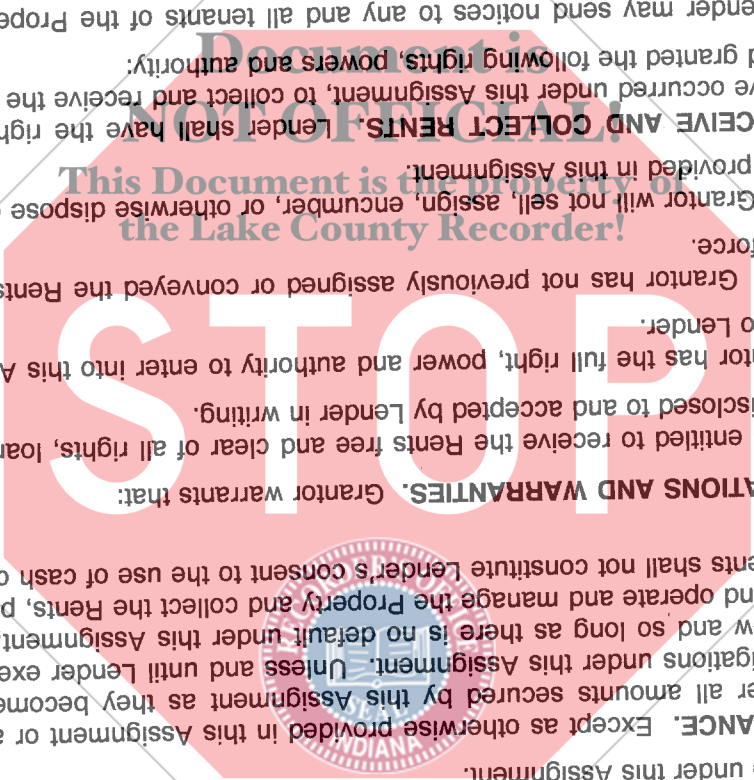 e under this Assignment.
ANCE. Except as otherwise provided in this Assignment or a
er all amounts secured by this Assignment as they become
igations under this Assignment. Unless and until Lender exe
w and so long as there is no default under this Assignment,
nd operate and manage the Property and collect the Rents, p
ents shall not constitute Lender's consent to the use of cash c
ATIONS AND WARRANTIES. Grantor warrants that:
entitled to receive the Rents free and clear of all rights, loan
disclosed to and accepted by Lender in writing.
tor has the full right, power and authority to enter into this A
o Lender.
Grantor has not previously assigned or conveyed the Rents
force.
Grantor will not sell, assign, encumber, or otherwise dispose
provided in this Assignment.
CEIVE AND COLLECT RENTS. Lender shall have the righ
ve occurred under this Assignment, to collect and receive the
d granted the following rights, powers and authority:
ender may send notices to any and all tenants of the Prope
Document is
NOT OFFICIAL!
This Document is the property of
the Lake County Recorder!
STOP
SEAL
INDIANA